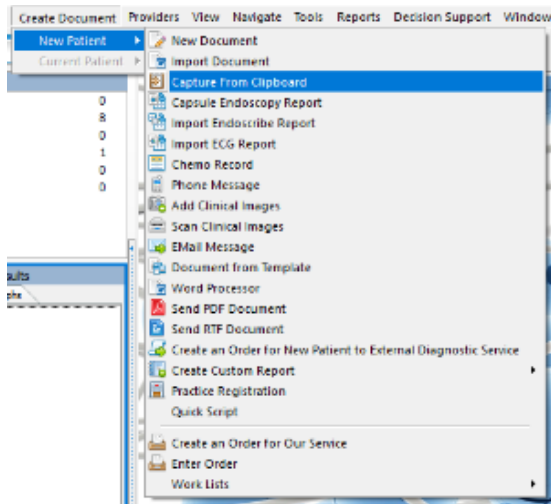 Create Document Providers View Navigate Tools Reports Decision Support Window
New Patient
Current Patient
New Document
Import Document
Capture From Clipboard
Capsule Endoscopy Report
Import Endoscribe Report
Import ECG Report
Chemo Record
Phone Message
Add Clinical Images
Scan Clinical Images
EMail Message
Document from Template
Word Processor
Send PDF Document
Send RTF Document
Create an Order for New Patient to External Diagnostic Service
Create Custom Report
Practice Registration
Quick Script
Create an Order for Our Service
Enter Order
Work Lists
0
8
0
1
0
0